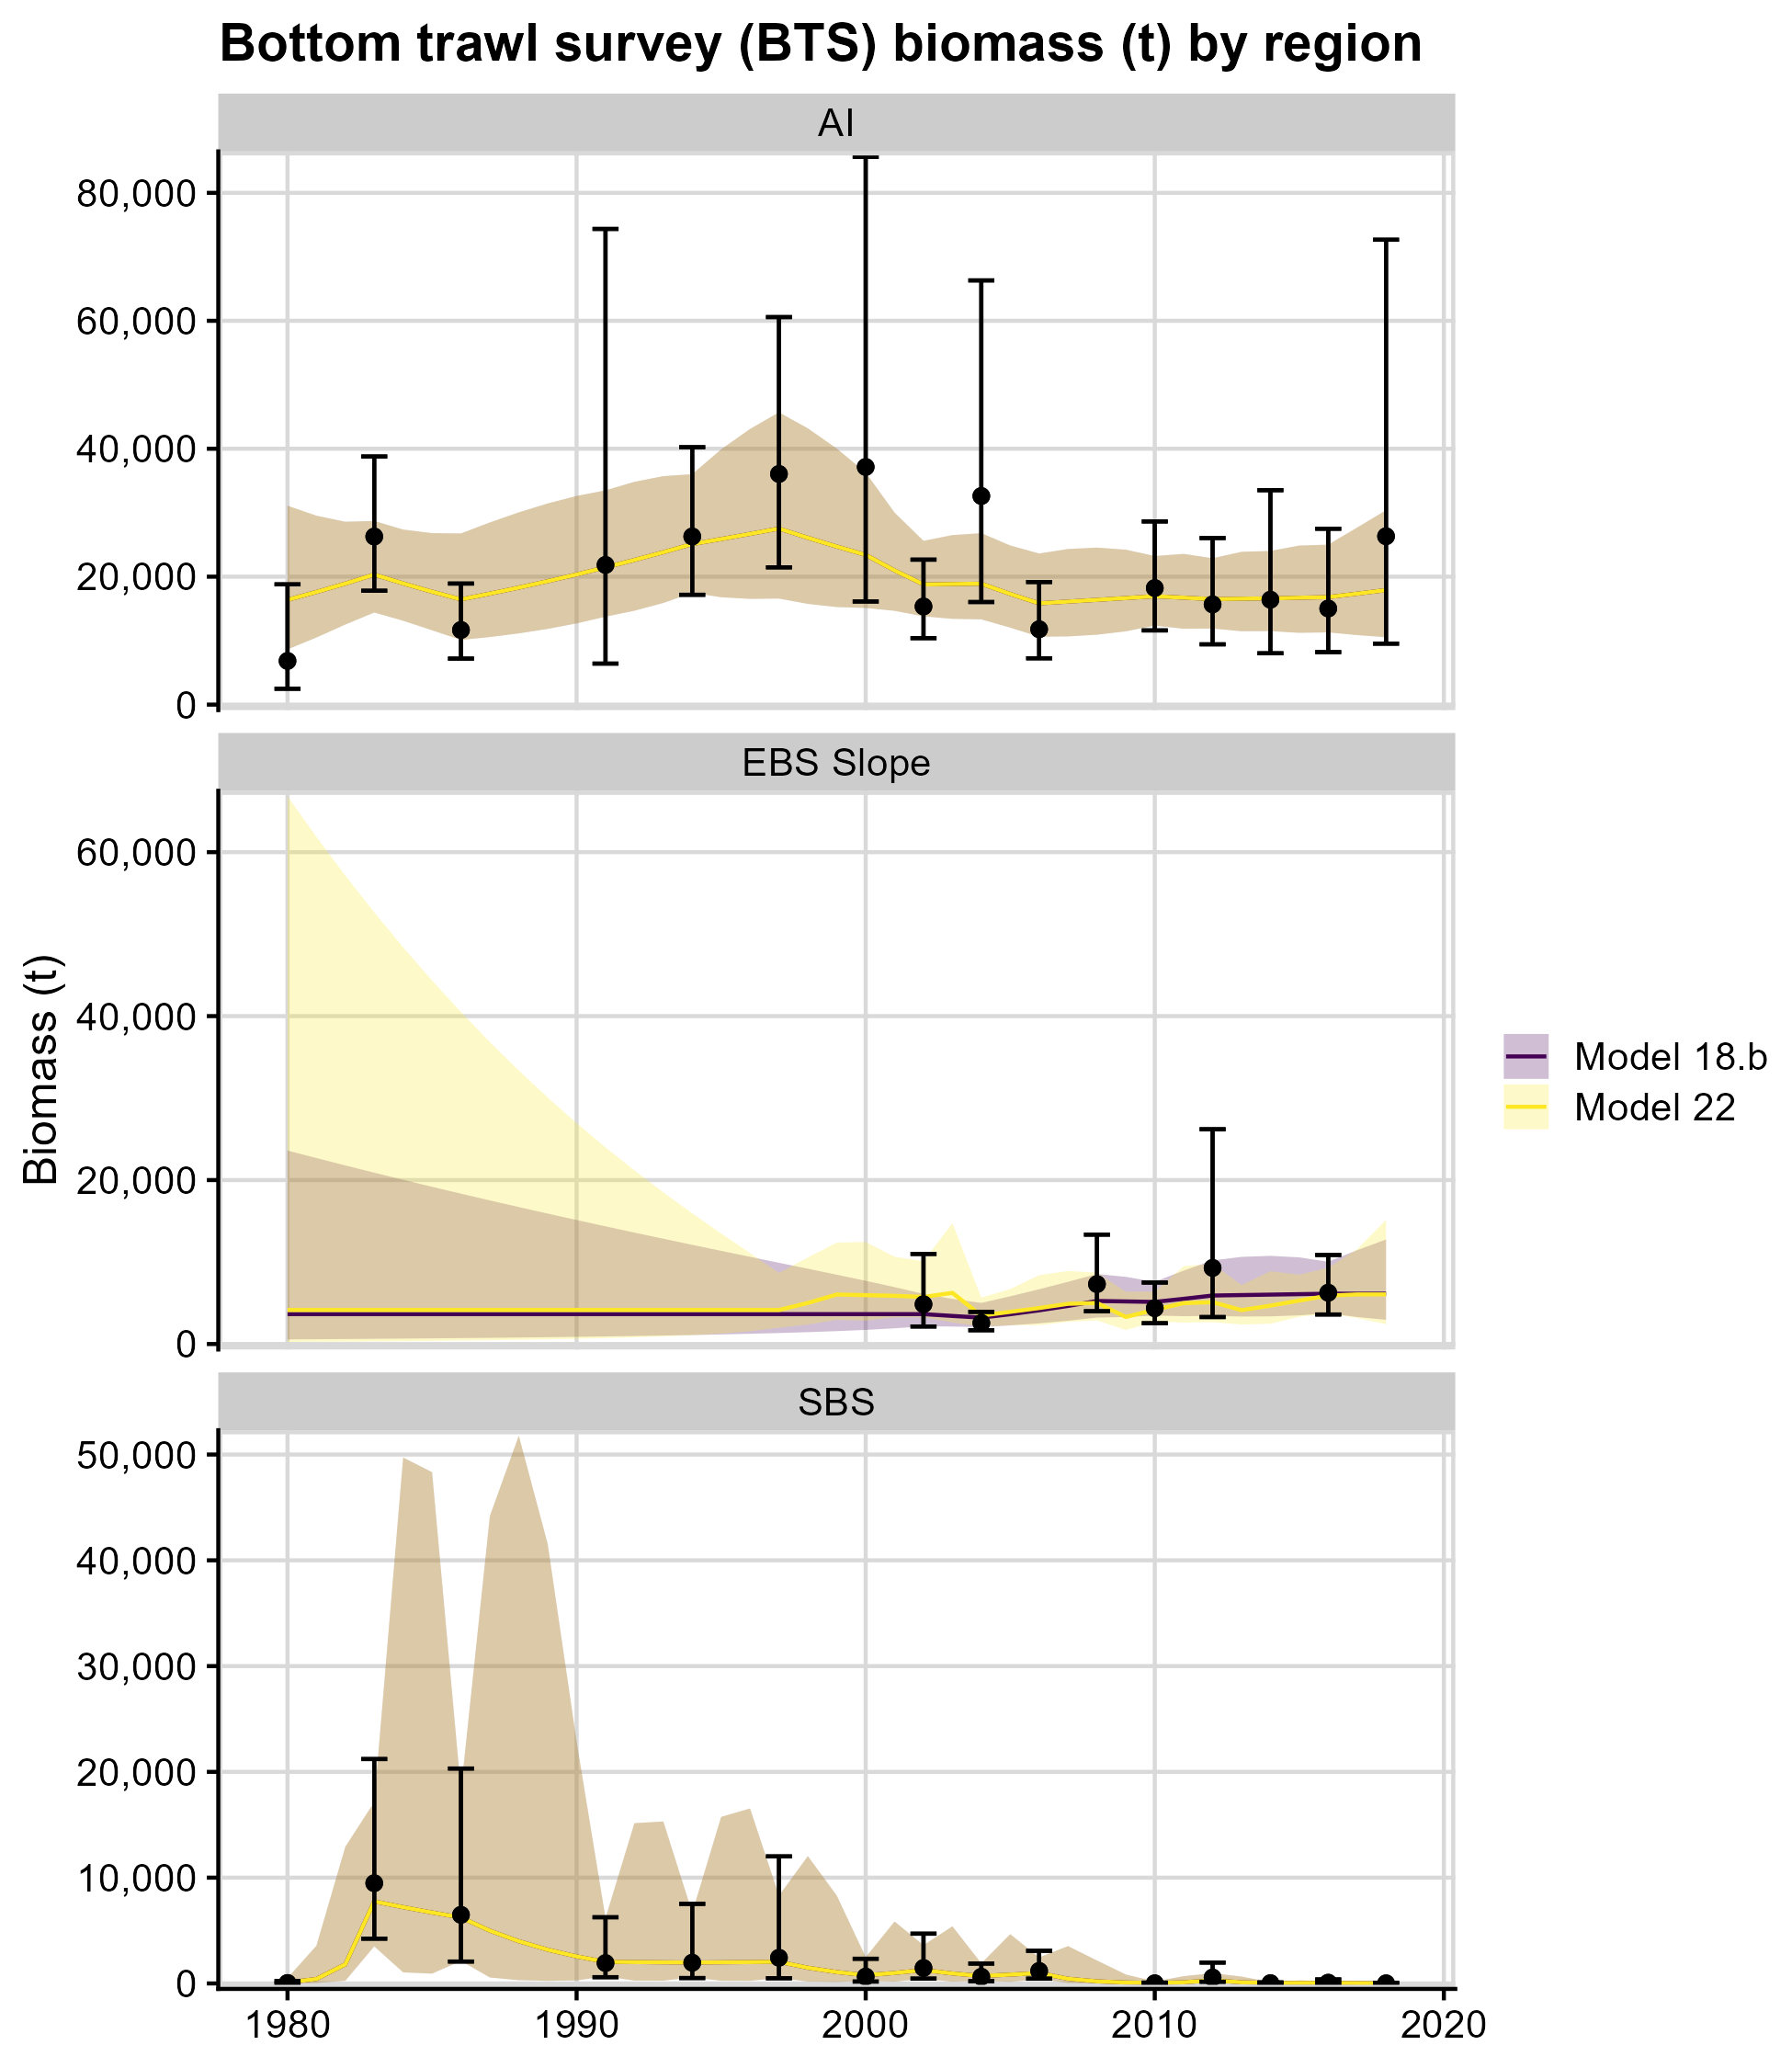 Bottom trawl survey (BTS) biomass (t) by region
AI
80,000
60,000
40,000
20,000
0
EBS Slope
60,000
40,000
20,000
0
Biomass (t)
Model 18.b
Model 22
SBS
50,000
40,000
30,000
20,000
10,000
0
1980 1990 2000 2010 2020